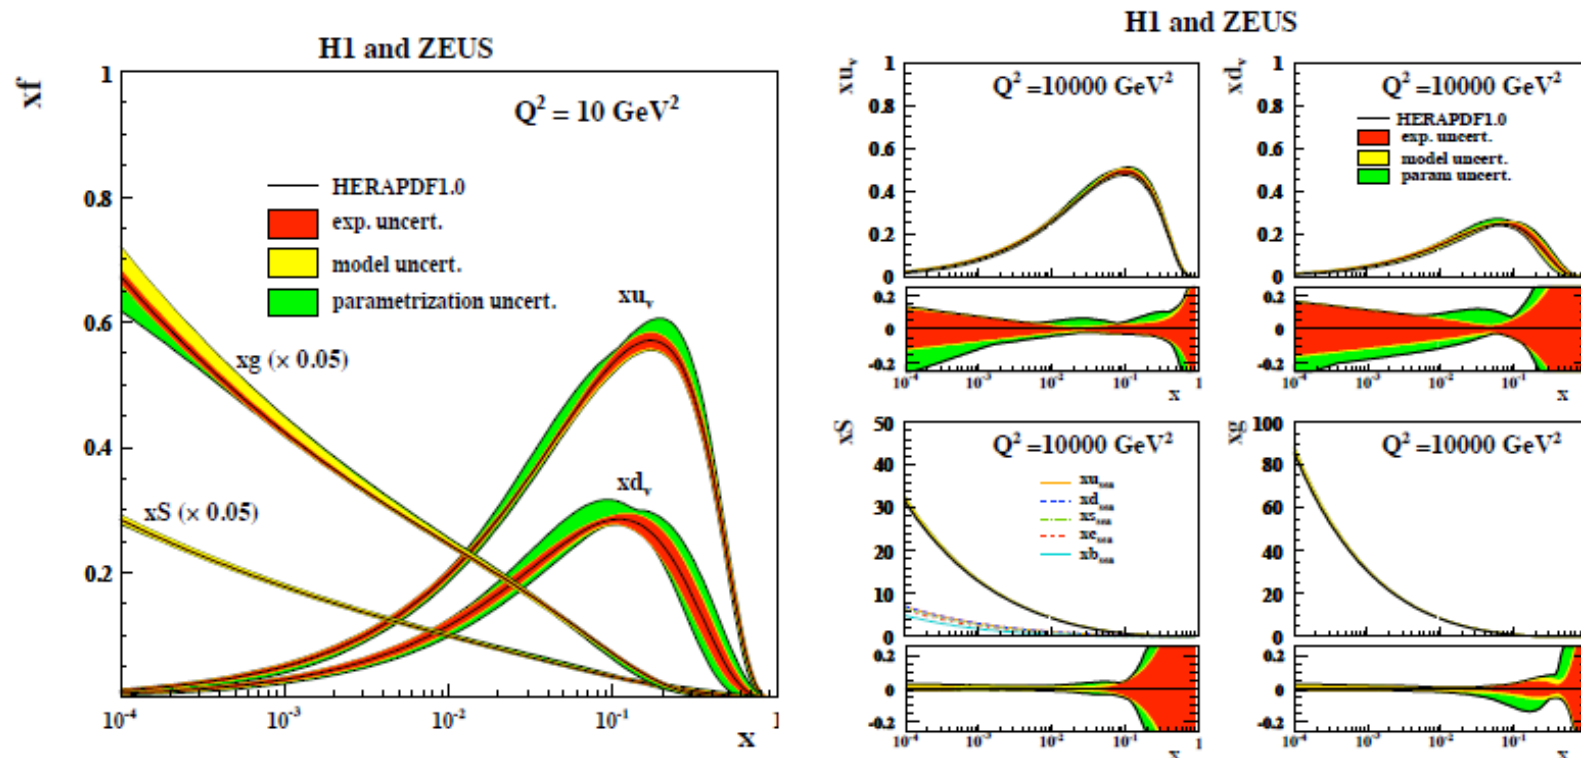 H1 and ZEUS
xf
1
0.8
0.6
0.4
0.2
Q² = 10 GeV²
HERAPDF1.0
exp. uncert.
model uncert.
parametrization uncert.
xuᵥ
xg (× 0.05)
xdᵥ
xS (× 0.05)
10⁻⁴ 10⁻³ 10⁻² 10⁻¹ 1
x
H1 and ZEUS
xuᵥ
1
0.8
0.6
0.4
0.2
0
Q² =10000 GeV²
0.2
0
-0.2
10⁻⁴ 10⁻³ 10⁻² 10⁻¹ 1
x
xdᵥ
1
0.8
0.6
0.4
0.2
0
Q² =10000 GeV²
HERAPDF1.0
exp. uncert.
model uncert.
param uncert.
0.2
0
-0.2
10⁻⁴ 10⁻³ 10⁻² 10⁻¹
x
xS
50
40
30
20
10
0
Q² =10000 GeV²
xu_sea
xd_sea
xs_sea
xc_sea
xb_sea
0.2
0
-0.2
10⁻⁴ 10⁻³ 10⁻² 10⁻¹ 1
x
xg
100
80
60
40
20
0
Q² =10000 GeV²
0.2
0
-0.2
10⁻⁴ 10⁻³ 10⁻² 10⁻¹
x